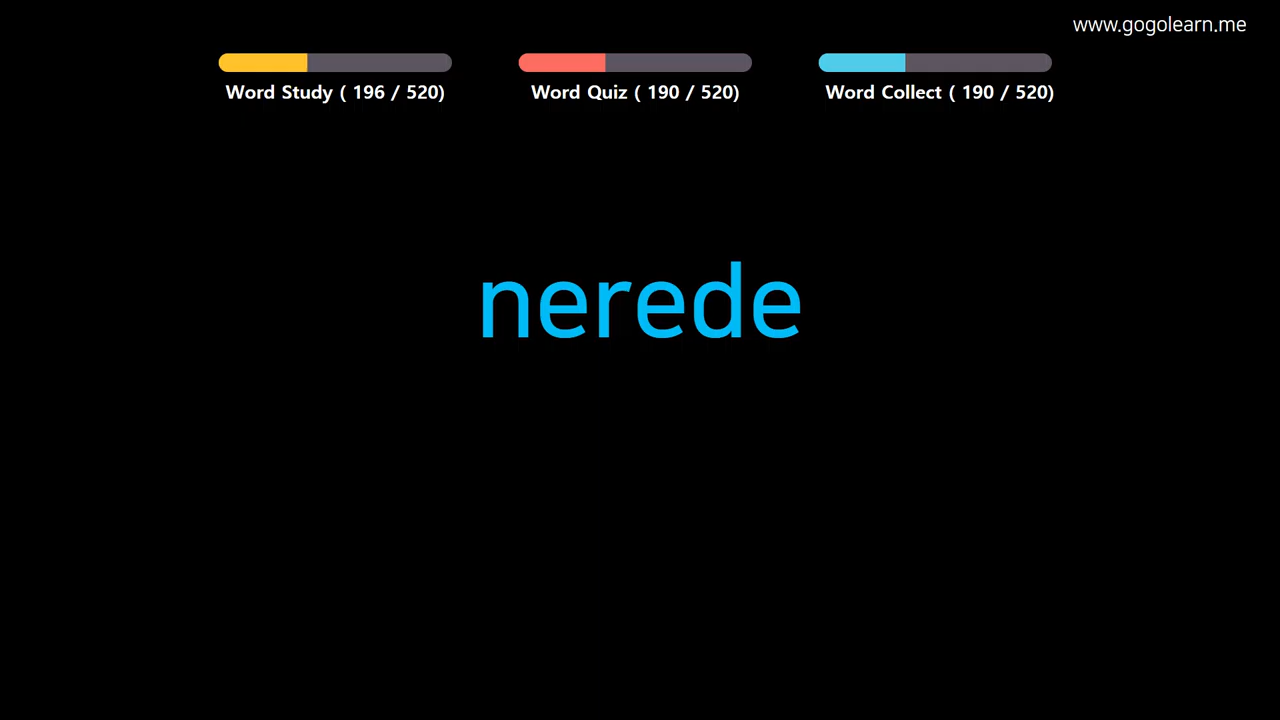 www.gogolearn.me
Word Study ( 196 / 520)
Word Quiz ( 190 / 520)
Word Collect ( 190 / 520)
nerede